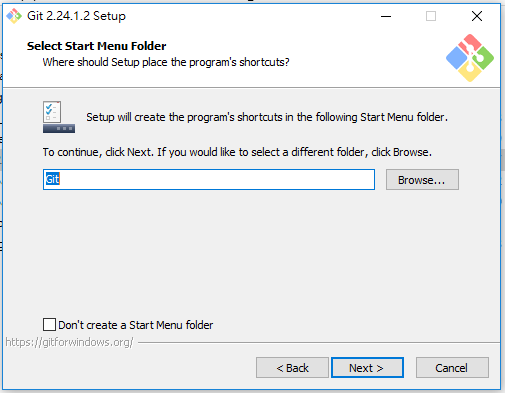 Git 2.24.1.2 Setup
Select Start Menu Folder
Where should Setup place the program's shortcuts?
Setup will create the program's shortcuts in the following Start Menu folder.
To continue, click Next. If you would like to select a different folder, click Browse.
Git
Browse...
Don't create a Start Menu folder
https://gitforwindows.org/
< Back
Next >
Cancel